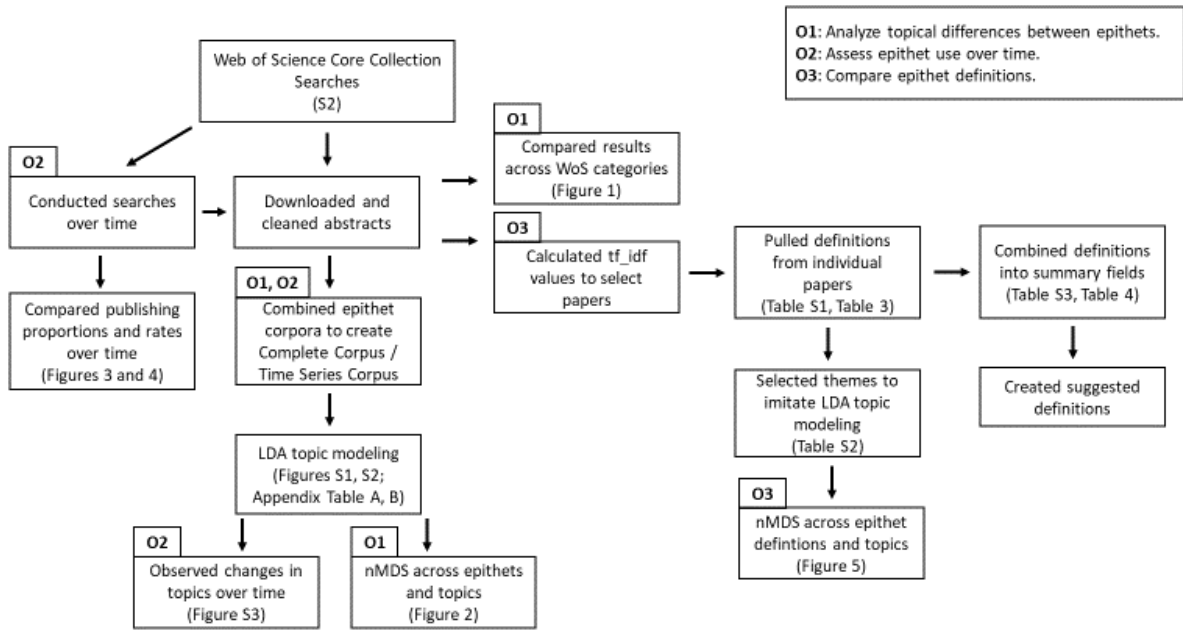 O1: Analyze topical differences between epithets.
O2: Assess epithet use over time.
O3: Compare epithet definitions.
Web of Science Core Collection
Searches
(S2)
O2
Conducted searches
over time
Downloaded and
cleaned abstracts
O1
Compared results
across WoS categories
(Figure 1)
O3
Calculated tf_idf
values to select
papers
Pulled definitions
from individual
papers
(Table S1, Table 3)
Combined definitions
into summary fields
(Table S3, Table 4)
Compared publishing
proportions and rates
over time
(Figures 3 and 4)
O1, O2
Combined epithet
corpora to create
Complete Corpus /
Time Series Corpus
Selected themes to
imitate LDA topic
modeling
(Table S2)
Created suggested
definitions
LDA topic modeling
(Figures S1, S2;
Appendix Table A, B)
O3
nMDS across epithet
defintions and topics
(Figure 5)
O2
Observed changes in
topics over time
(Figure S3)
O1
nMDS across epithets
and topics
(Figure 2)